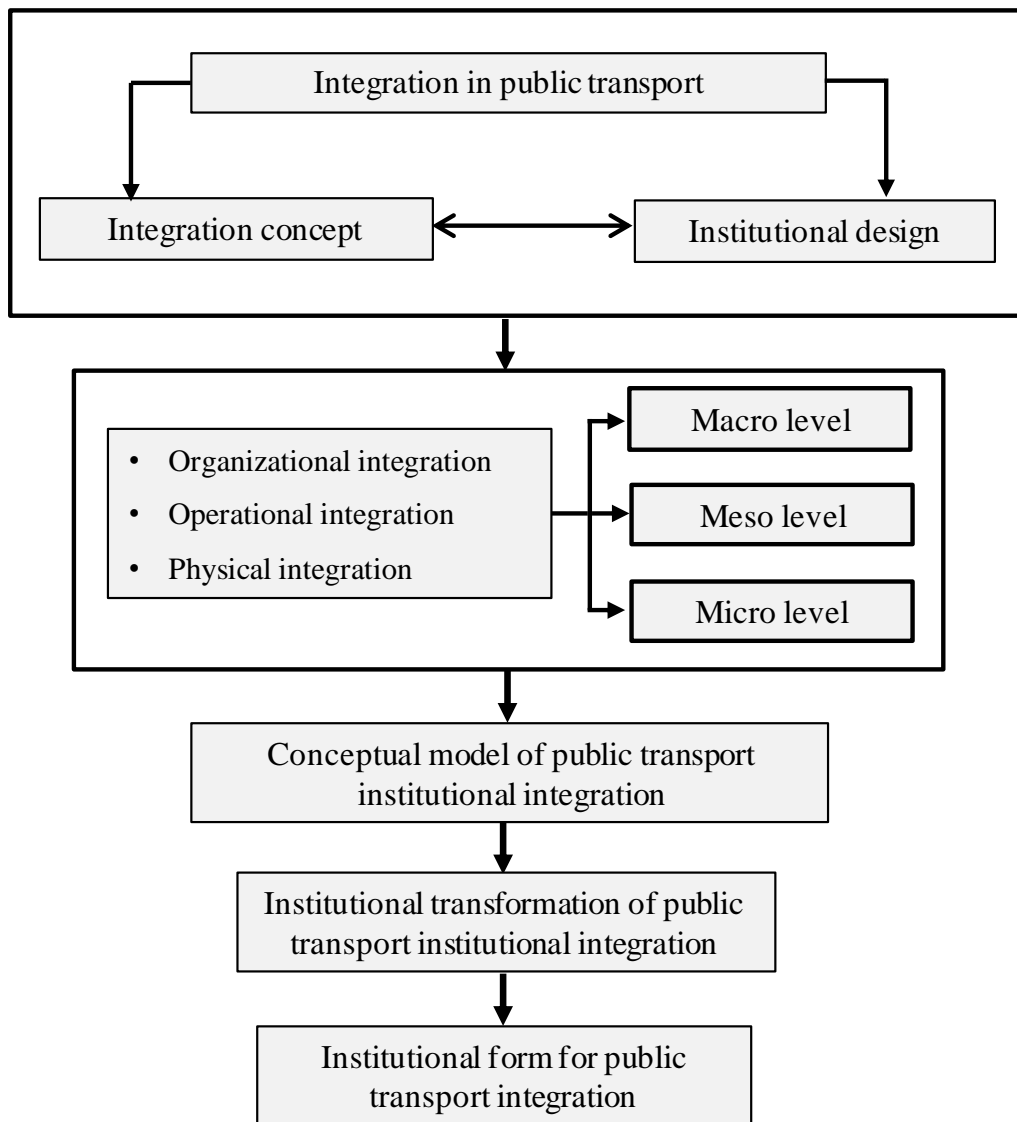 Integration in public transport
Integration concept
Institutional design
• Organizational integration
• Operational integration
• Physical integration
Macro level
Meso level
Micro level
Conceptual model of public transport
institutional integration
Institutional transformation of public
transport institutional integration
Institutional form for public
transport integration